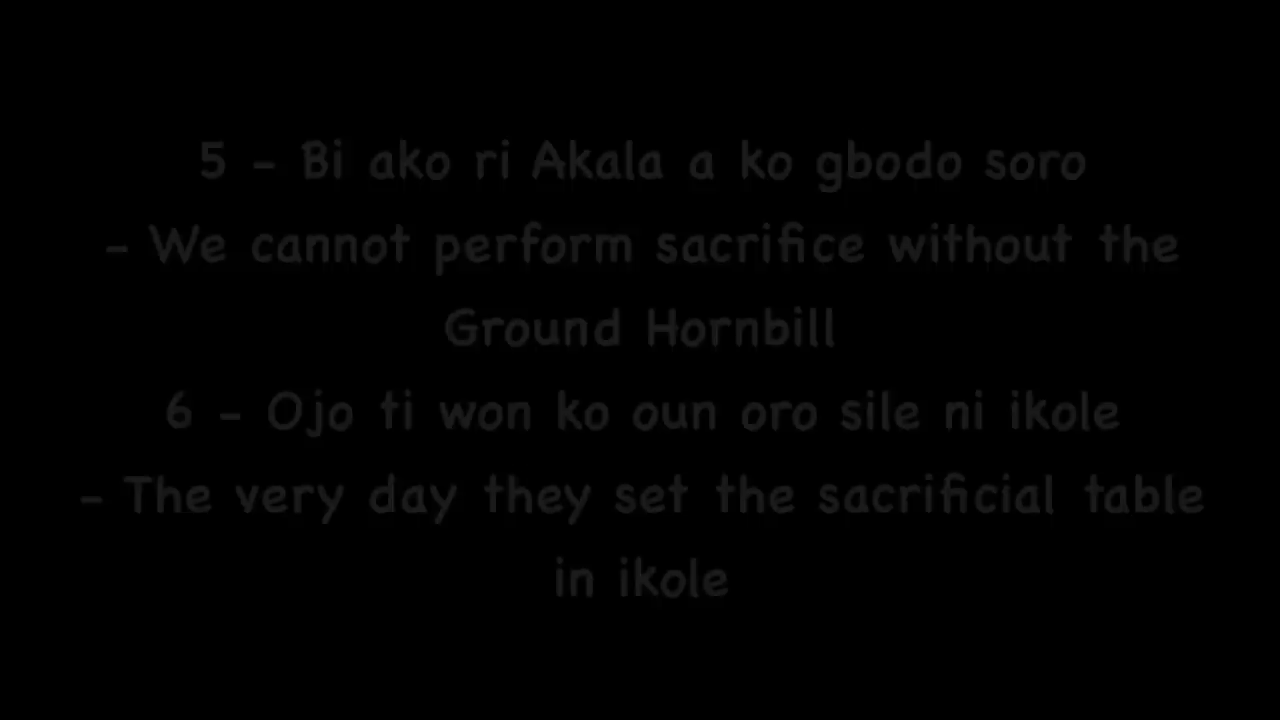 5 - Bi ako ri Akala a ko gbodo soro
- We cannot perform sacrifice without the
Ground Hornbill
6 - Ojo ti won ko oun oro sile ni ikole
- The very day they set the sacrificial table
in ikole